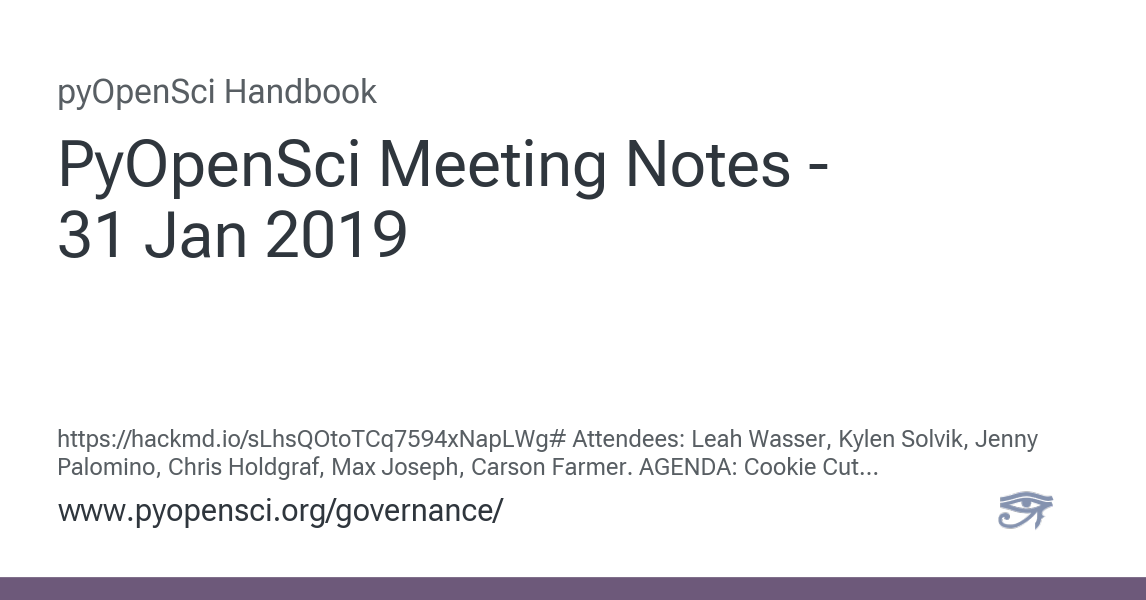 pyOpenSci Handbook
PyOpenSci Meeting Notes -
31 Jan 2019
https://hackmd.io/sLhsQOtoTCq7594xNapLWg# Attendees: Leah Wasser, Kylen Solvik, Jenny
Palomino, Chris Holdgraf, Max Joseph, Carson Farmer. AGENDA: Cookie Cut...
www.pyopensci.org/governance/